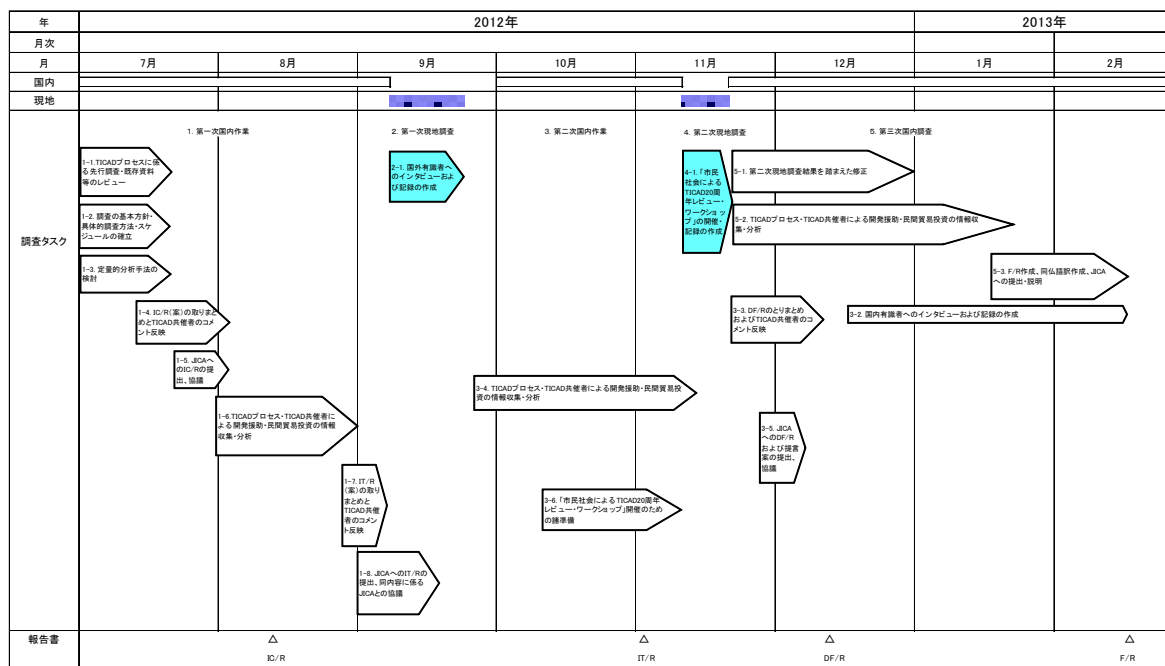 年
2012年
2013年
月次
月
7月
8月
9月
10月
11月
12月
1月
2月
国内
現地
調査タスク
1. 第一次国内作業
2. 第一次現地調査
3. 第二次国内作業
4. 第二次現地調査
5. 第三次国内調査
1-1.TICADプロセスに係
る先行調査・既存資料
等のレビュー
2-1. 国外有識者へ
のインタビューおよ
び記録の作成
4-1.「市民
社会による
TICAD20周
年レビュー・
ワークショッ
プ」の開催・
記録の作成
5-1. 第二次現地調査結果を踏まえた修正
1-2. 調査の基本方針・
具体的調査方法・スケ
ジュールの確立
5-2. TICADプロセス・TICAD共催者による開発援助・民間貿易投資の情報収
集・分析
1-3. 定量的分析手法の
検討
5-3. F/R作成、同仏語訳作成、JICA
への提出・説明
1-4. IC/R(案)の取りまと
めとTICAD共催者のコメ
ント反映
3-3. DF/Rのとりまとめ
およびTICAD共催者のコ
メント反映
3-2. 国内有識者へのインタビューおよび記録の作成
1-5. JICAへ
のIC/Rの提
出、協議
3-4. TICADプロセス・TICAD共催者による開発援助・民間貿易投
資の情報収集・分析
1-6.TICADプロセス・TICAD共催者に
よる開発援助・民間貿易投資の情報
収集・分析
3-5. JICA
へのDF/R
および提言
案の提出、
協議
1-7. IT/R
(案)の取り
まとめと
TICAD共催
者のコメン
ト反映
3-6.「市民社会によるTICAD20周年
レビュー・ワークショップ」開催のため
の諸準備
1-8. JICAへのIT/Rの
提出、同内容に係る
JICAとの協議
報告書
△
△
△
△
IC/R
IT/R
DF/R
F/R